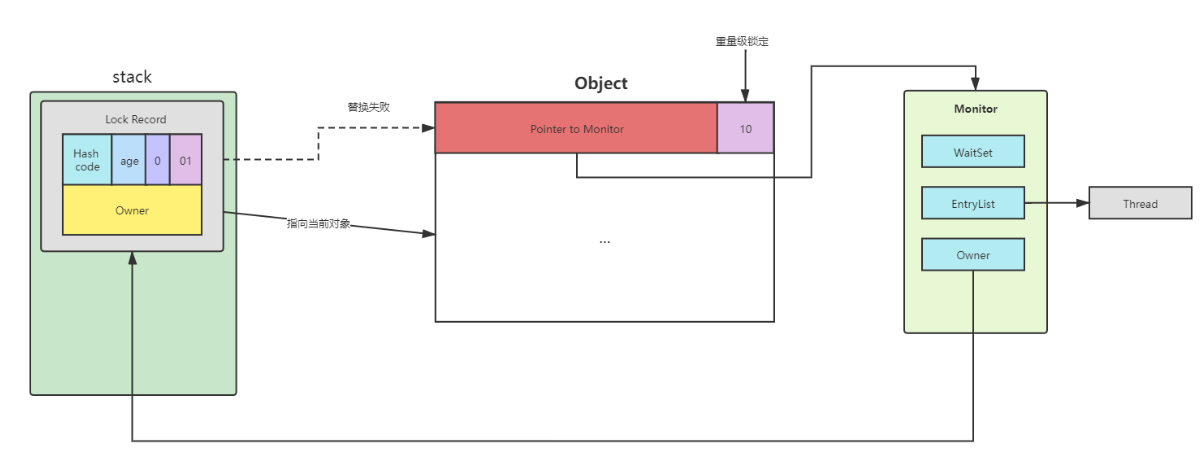 stack
Lock Record
Hash
code
age
0
01
Owner
替换失败
指向当前对象
重量级锁定
Object
Pointer to Monitor
10
...
Monitor
WaitSet
EntryList
Owner
Thread